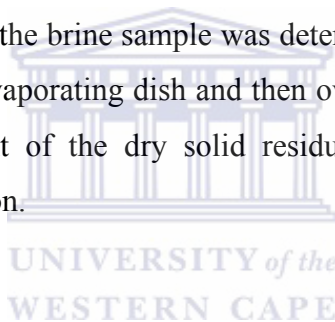 the brine sample was deter
vaporating dish and then ov
t of the dry solid residu
on.
UNIVERSITY of the
WESTERN CAPE